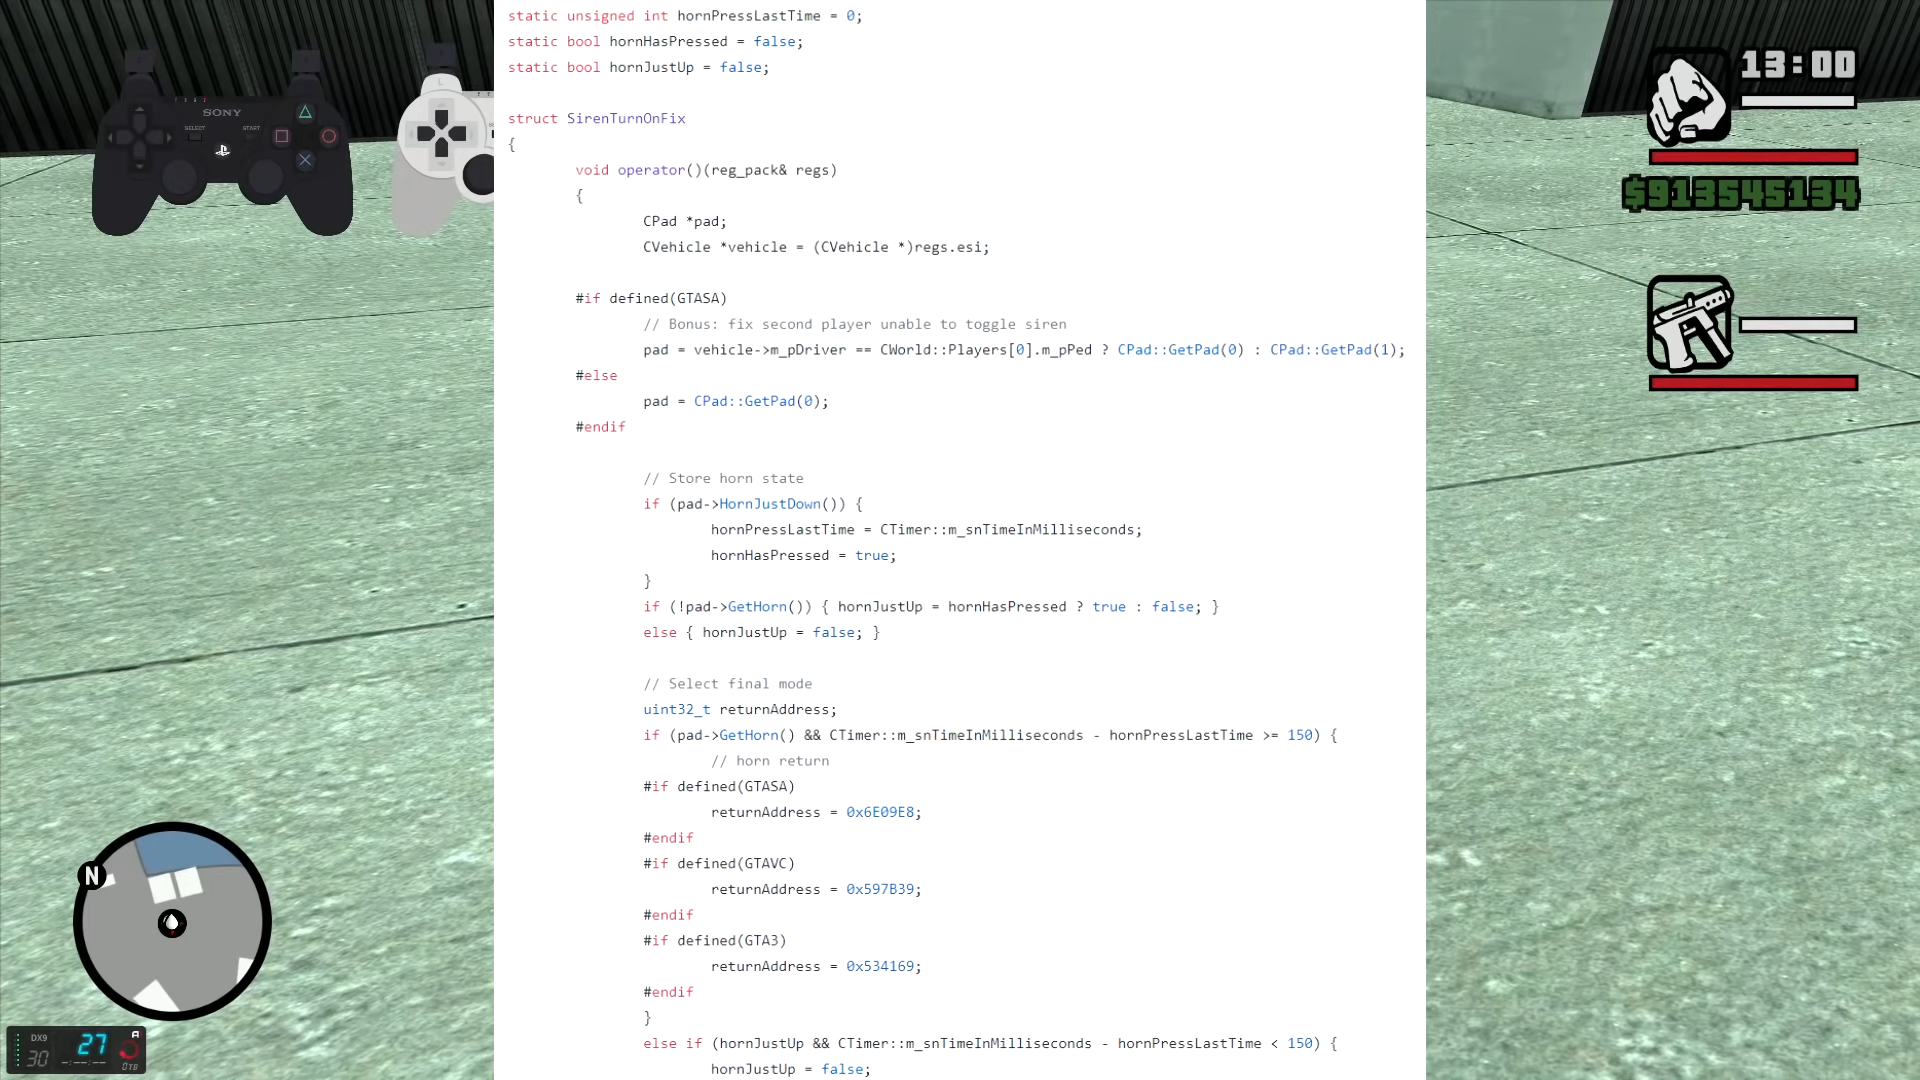 static unsigned int hornPressLastTime = 0;
static bool hornHasPressed = false;
static bool hornJustUp = false;
struct SirenTurnOnFix
{
void operator()(reg_pack& regs)
{
CPad *pad;
CVehicle *vehicle = (CVehicle *)regs.esi;
#if defined(GTASA)
// Bonus: fix second player unable to toggle siren
pad = vehicle->m_pDriver == CWorld::Players[0].m_pPed ? CPad::GetPad(0) : CPad::GetPad(1);
#else
pad = CPad::GetPad(0);
#endif
// Store horn state
if (pad->HornJustDown()) {
hornPressLastTime = CTimer::m_snTimeInMilliseconds;
hornHasPressed = true;
}
if (!pad->GetHorn()) { hornJustUp = hornHasPressed ? true : false; }
else { hornJustUp = false; }
// Select final mode
uint32_t returnAddress;
if (pad->GetHorn() && CTimer::m_snTimeInMilliseconds - hornPressLastTime >= 150) {
// horn return
#if defined(GTASA)
returnAddress = 0x6E09E8;
#endif
#if defined(GTAVC)
returnAddress = 0x597B39;
#endif
#if defined(GTA3)
returnAddress = 0x534169;
#endif
}
else if (hornJustUp && CTimer::m_snTimeInMilliseconds - hornPressLastTime < 150) {
hornJustUp = false;
SONY
SELECT
START
L
13:00
$913545134
N
DX9
27
30
A